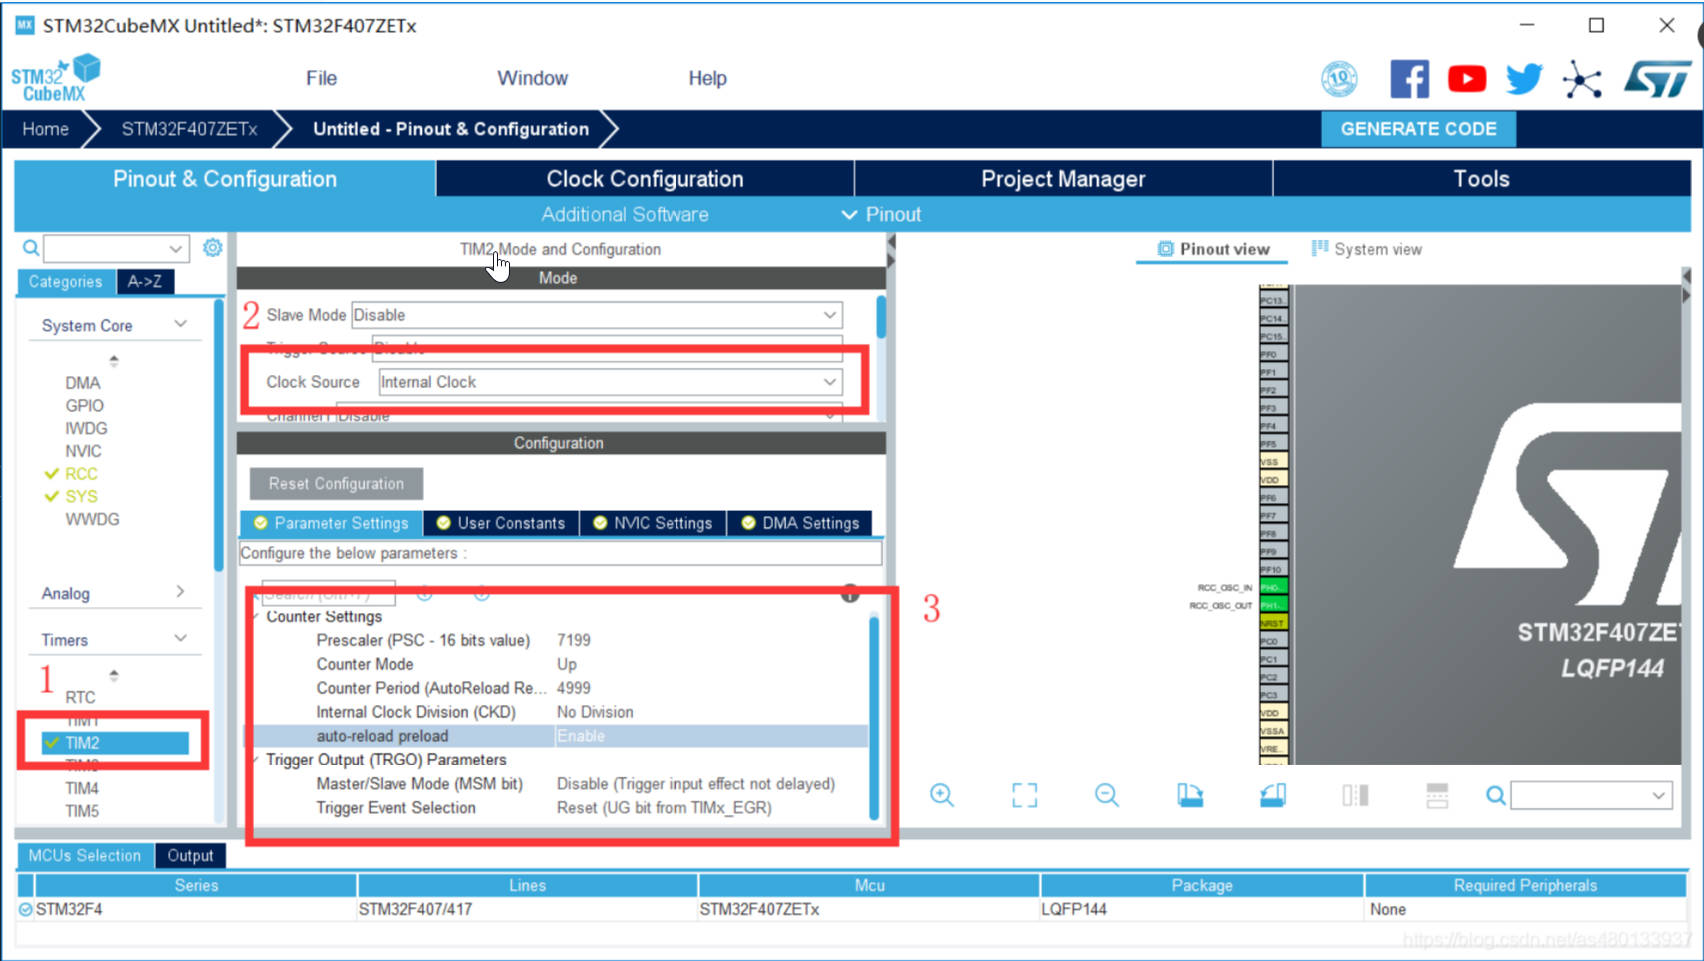 MX STM32CubeMX Untitled*: STM32F407ZETx
STM32 CubeMX
File Window Help
10
Home STM32F407ZETx Untitled - Pinout & Configuration GENERATE CODE
Pinout & Configuration Clock Configuration Project Manager Tools
Additional Software Pinout
TIM2 Mode and Configuration
Pinout view System view
Categories A->Z
Mode
System Core
DMA
GPIO
IWDG
NVIC
RCC
SYS
WWDG
Analog
Timers
1
RTC
TIM1
TIM2
TIM3
TIM4
TIM5
2
Slave Mode Disable
Trigger Source Disable
Clock Source Internal Clock
Channel1 Disable
Configuration
Reset Configuration
Parameter Settings User Constants NVIC Settings DMA Settings
Configure the below parameters :
Search (Ctrl+F)
Counter Settings
Prescaler (PSC - 16 bits value) 7199
Counter Mode Up
Counter Period (AutoReload Re... 4999
Internal Clock Division (CKD) No Division
auto-reload preload Enable
Trigger Output (TRGO) Parameters
Master/Slave Mode (MSM bit) Disable (Trigger input effect not delayed)
Trigger Event Selection Reset (UG bit from TIMx_EGR)
3
PC13..
PC14..
PC15..
PF0
PF1
PF2
PF3
PF4
PF5
VSS
VDD
PF6
PF7
PF8
PF9
PF10
RCC_OSC_IN PH0-
RCC_OSC_OUT PH1-
NRST
PC0
PC1
PC2
PC3
VDD
VSSA
VRE..
STM32F407ZET
LQFP144
MCUs Selection Output
Series Lines Mcu Package Required Peripherals
STM32F4 STM32F407/417 STM32F407ZETx LQFP144 None
https://blog.csdn.net/as480133937